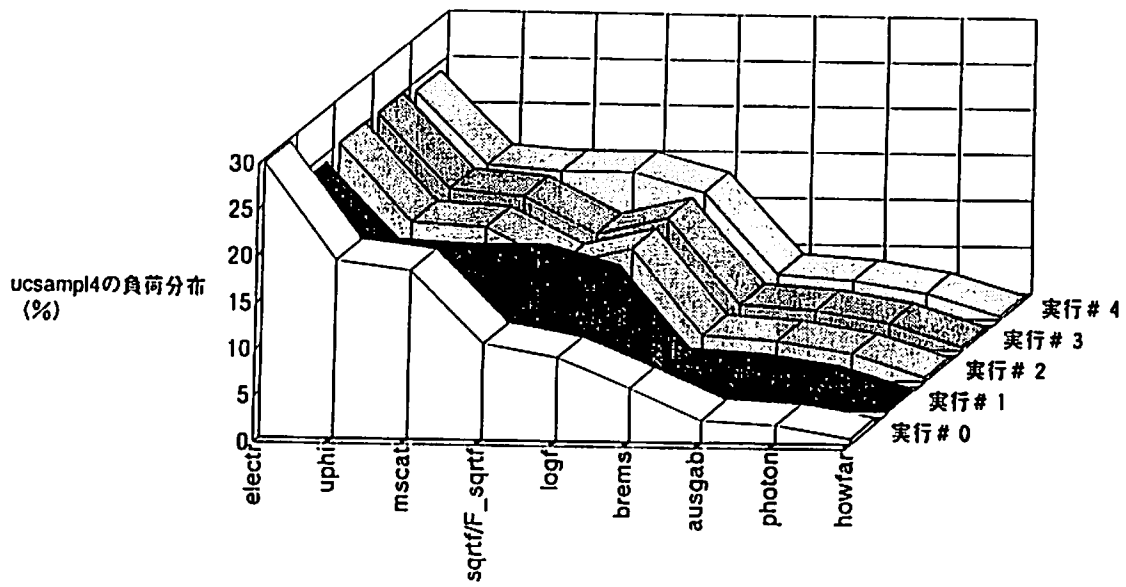 30
25
20
15
10
5
0
ucsampl4の負荷分布
(%)
electr
uphi
mscat
sqrtf/F_sqrtf
logf
brems
ausgab
photon
howfar
実行# 4
実行# 3
実行# 2
実行# 1
実行# 0